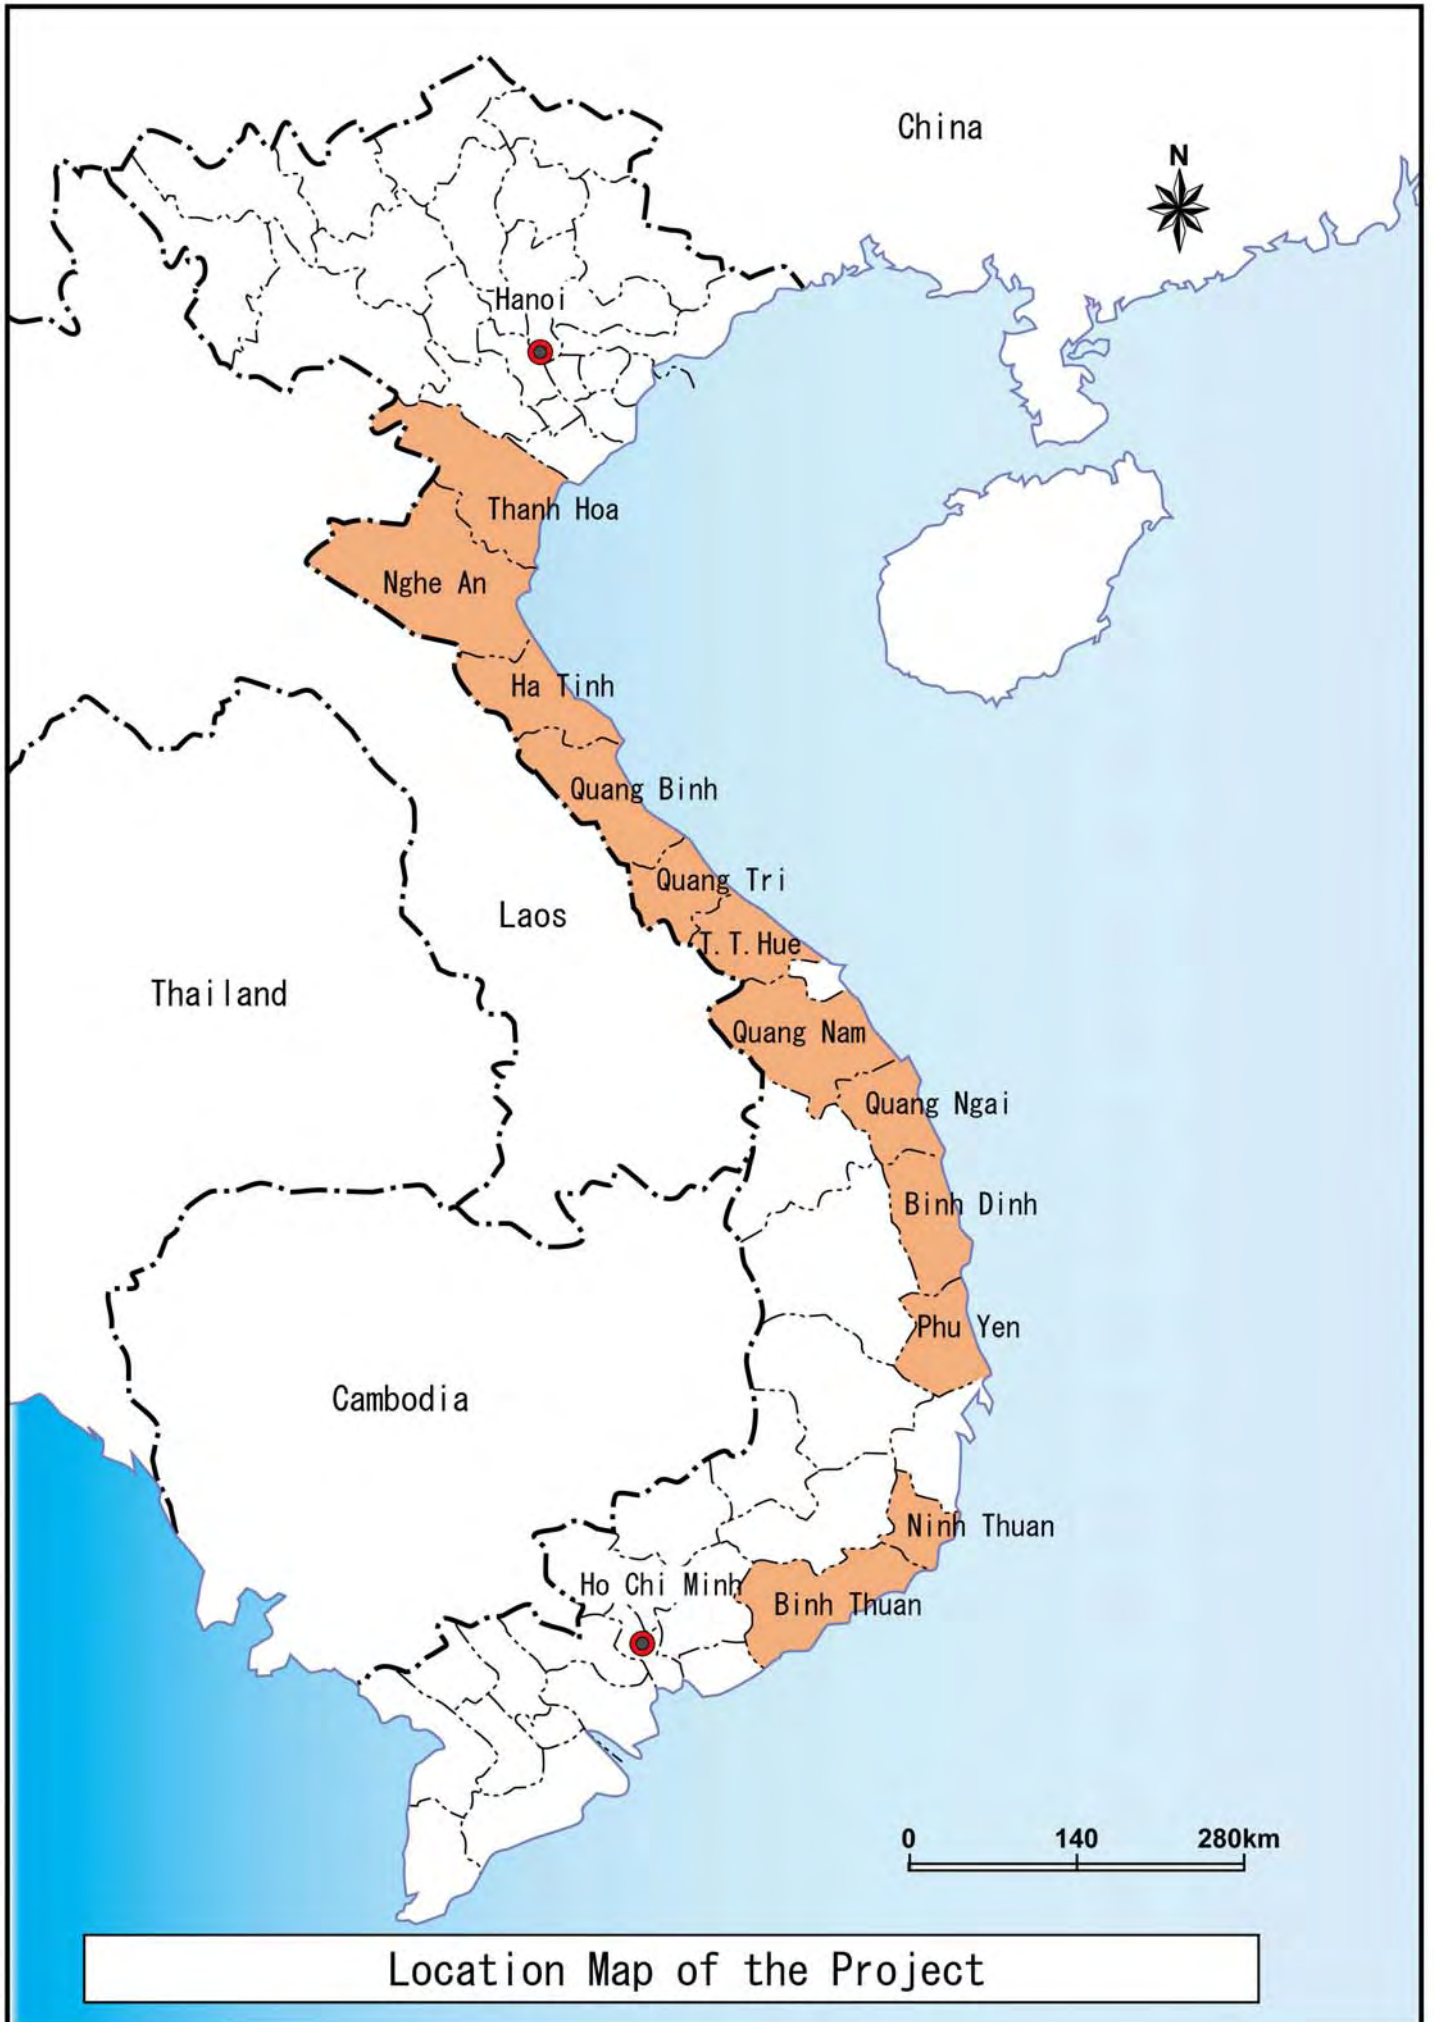 China
N
Hanoi
Thanh Hoa
Nghe An
Ha Tinh
Quang Binh
Quang Tri
Laos
T.T.Hue
Thailand
Quang Nam
Quang Ngai
Binh Dinh
Phu Yen
Cambodia
Ninh Thuan
Ho Chi Minh
Binh Thuan
0 140 280km
Location Map of the Project